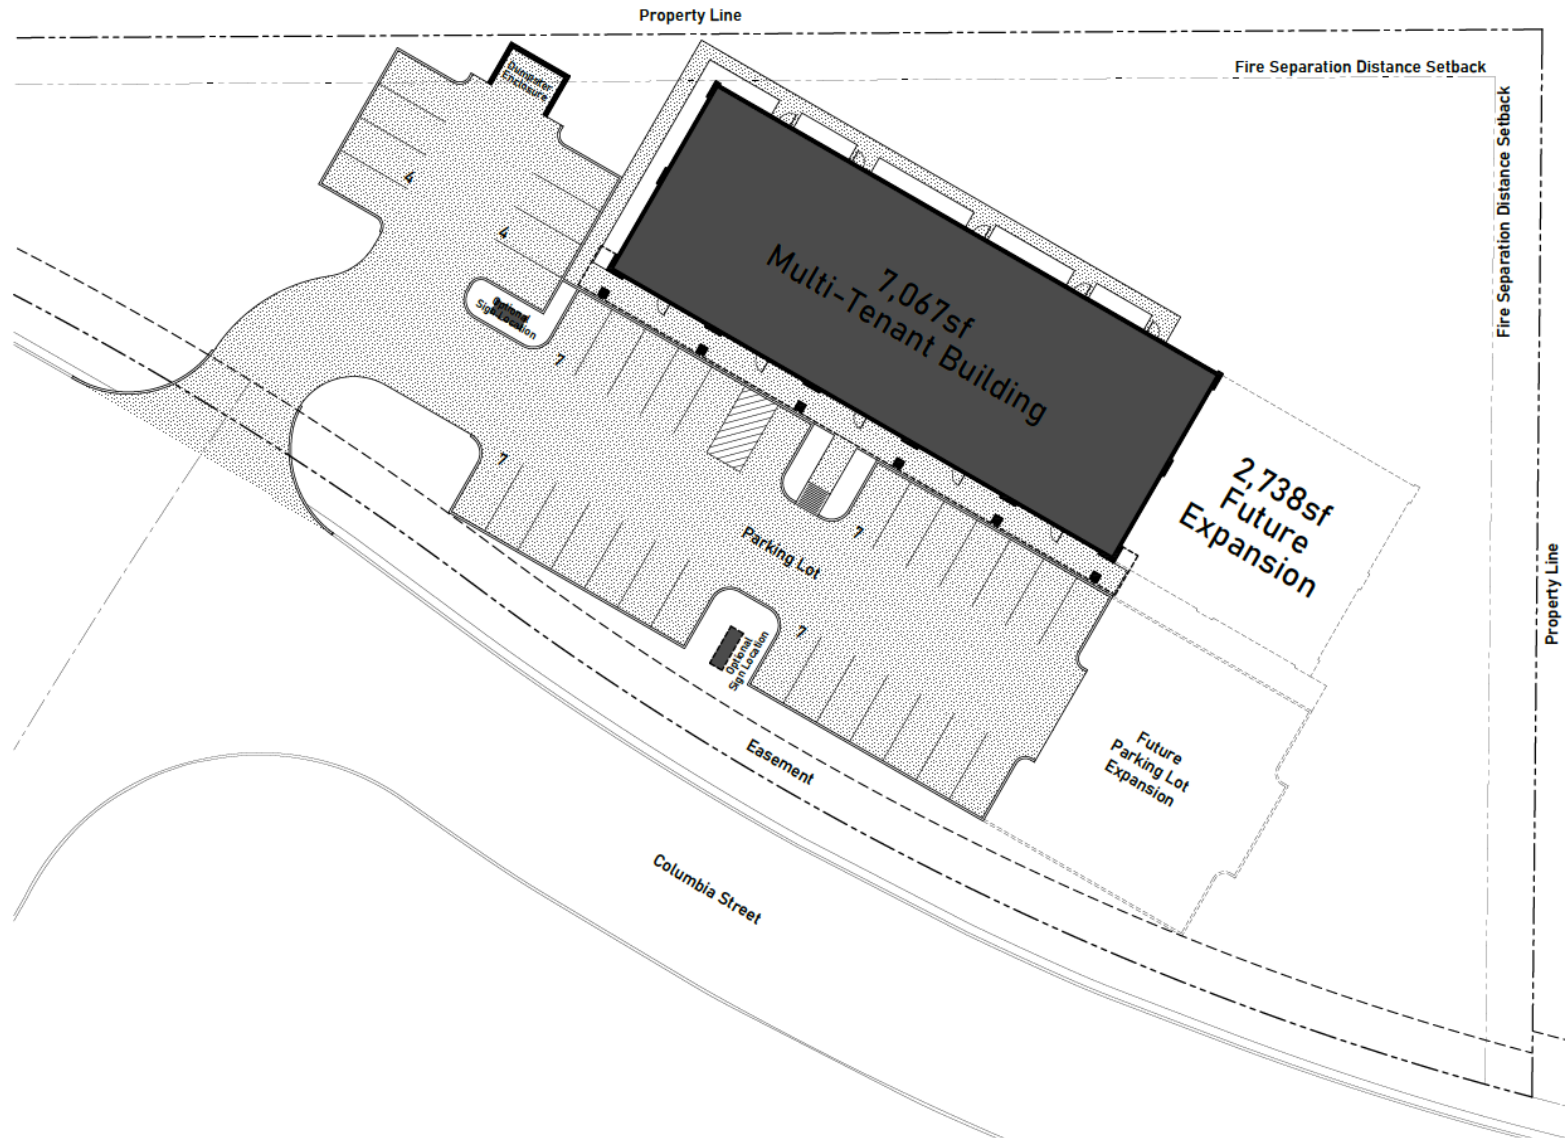 Property Line
Fire Separation Distance Setback
Dumpster
Enclosure
Fire Separation Distance Setback
4
4
7,067sf
Multi-Tenant Building
Optional
Sign Location
7
7
2,738sf
Future
Expansion
7
Parking Lot
Property Line
7
Optional
Sign Location
Easement
Future
Parking Lot
Expansion
Columbia Street